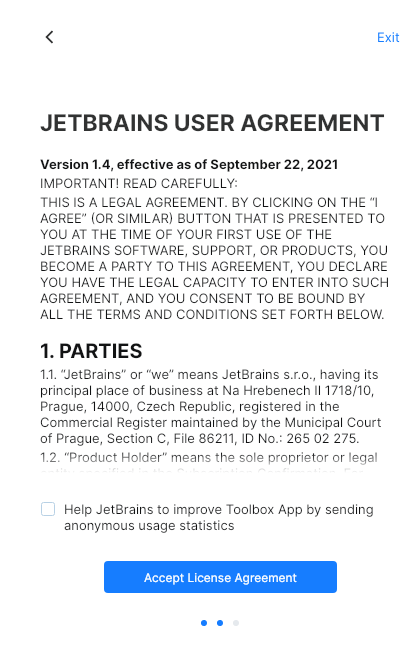 Exit
JETBRAINS USER AGREEMENT
Version 1.4, effective as of September 22, 2021
IMPORTANT! READ CAREFULLY:
THIS IS A LEGAL AGREEMENT. BY CLICKING ON THE “I
AGREE” (OR SIMILAR) BUTTON THAT IS PRESENTED TO
YOU AT THE TIME OF YOUR FIRST USE OF THE
JETBRAINS SOFTWARE, SUPPORT, OR PRODUCTS, YOU
BECOME A PARTY TO THIS AGREEMENT, YOU DECLARE
YOU HAVE THE LEGAL CAPACITY TO ENTER INTO SUCH
AGREEMENT, AND YOU CONSENT TO BE BOUND BY
ALL THE TERMS AND CONDITIONS SET FORTH BELOW.
1. PARTIES
1.1. “JetBrains” or “we” means JetBrains s.r.o., having its
principal place of business at Na Hrebenech II 1718/10,
Prague, 14000, Czech Republic, registered in the
Commercial Register maintained by the Municipal Court
of Prague, Section C, File 86211, ID No.: 265 02 275.
1.2. “Product Holder” means the sole proprietor or legal
Help JetBrains to improve Toolbox App by sending
anonymous usage statistics
Accept License Agreement